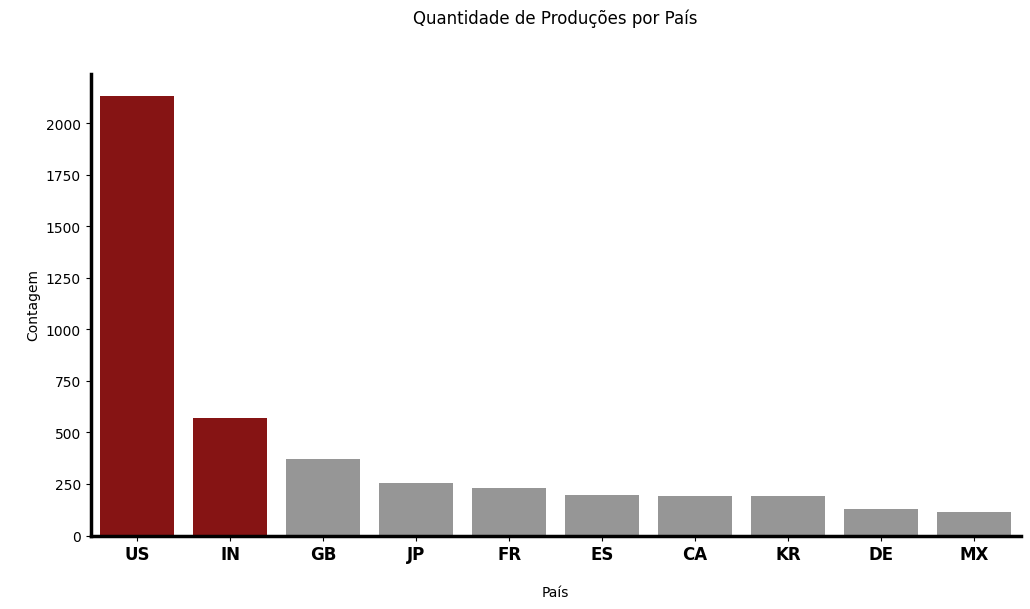 Quantidade de Produções por País
Contagem
2000
1750
1500
1250
1000
750
500
250
0
US IN GB JP FR ES CA KR DE MX
País